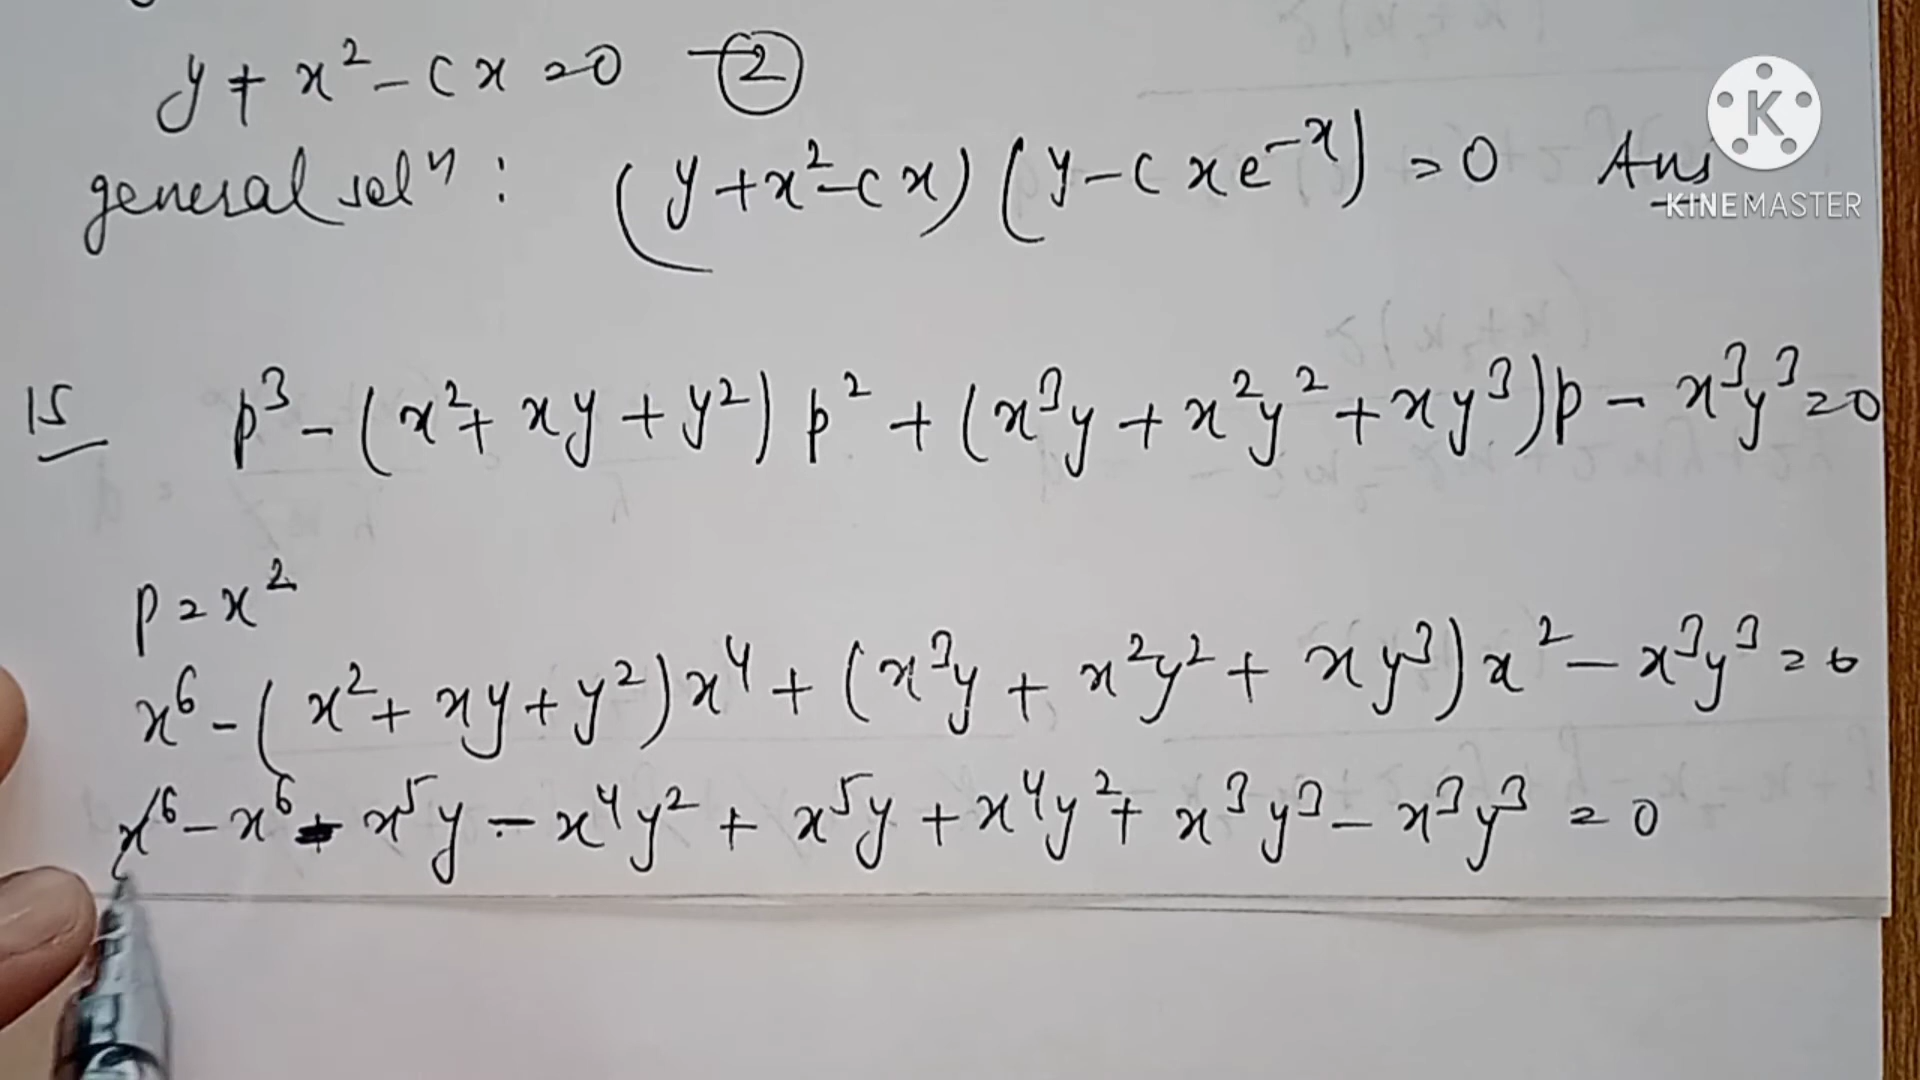 y + x² - cx = 0 — ②
general solⁿ : (y + x² - cx) (y - cxe⁻ˣ) = 0 Ans
K
KINEMASTER
15 p³ - (x² + xy + y²) p² + (x³y + x²y² + xy³)p - x³y³ = 0
p = x²
x⁶ - (x² + xy + y²)x⁴ + (x³y + x²y² + xy³)x² - x³y³ = 0
x⁶ - x⁶ - x⁵y - x⁴y² + x⁵y + x⁴y² + x³y³ - x³y³ = 0